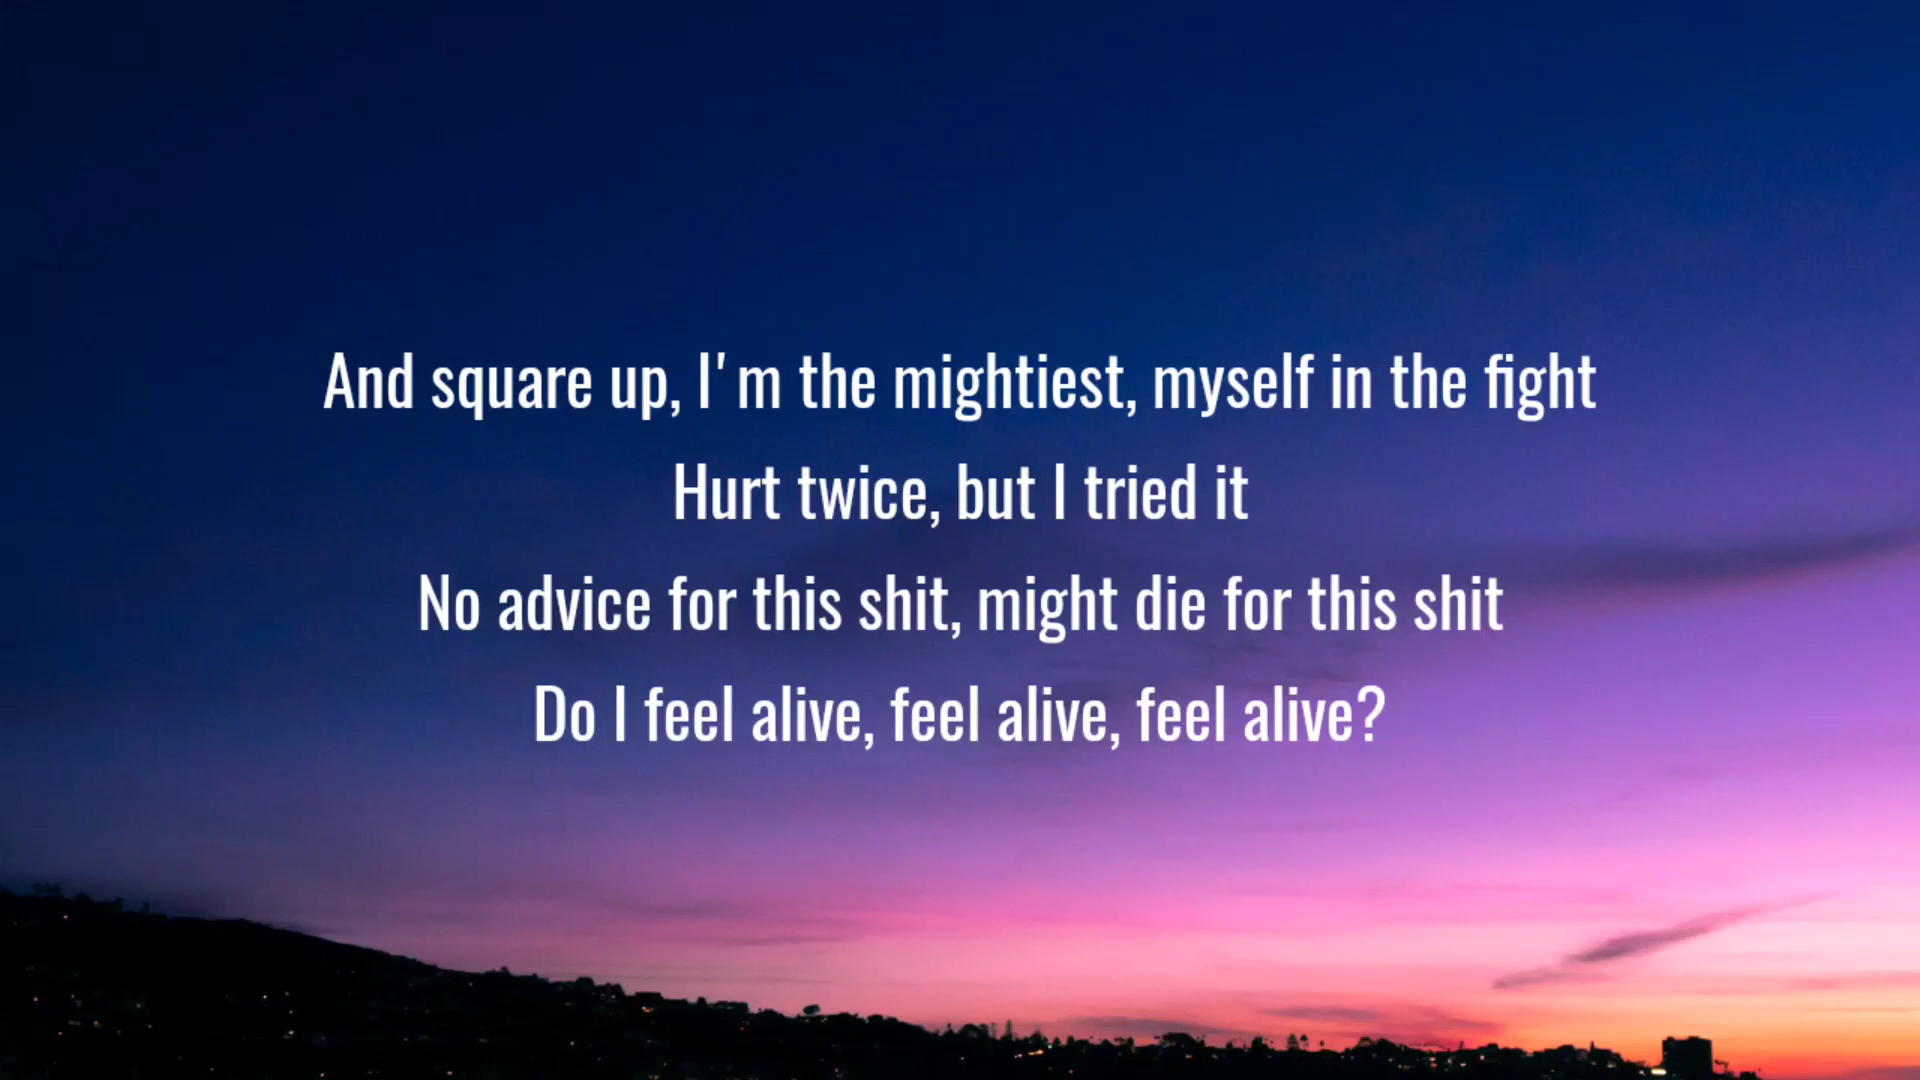 And square up, I'm the mightiest, myself in the fight
Hurt twice, but I tried it
No advice for this shit, might die for this shit
Do I feel alive, feel alive, feel alive?